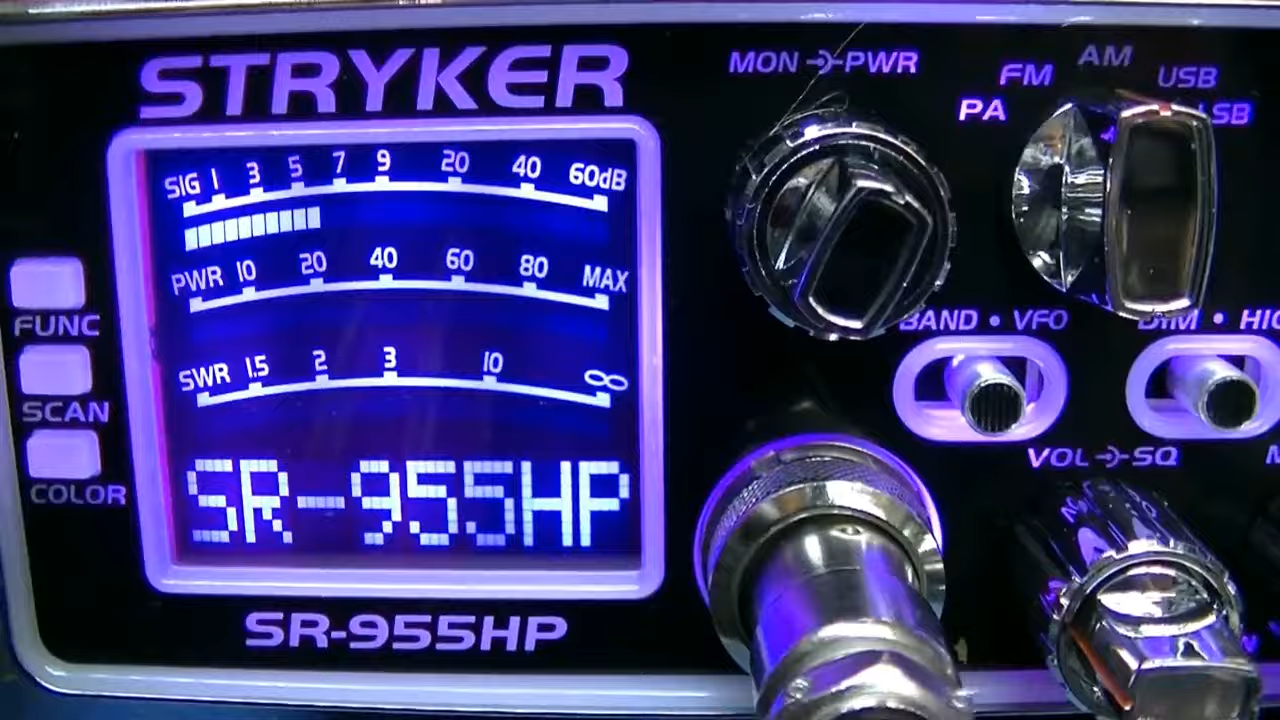 STRYKER
SIG 1 3 5 7 9 20 40 60dB
PWR 10 20 40 60 80 MAX
SWR 1.5 2 3 10 ∞
SR-955HP
SR-955HP
FUNC
SCAN
COLOR
MON PWR
PA FM AM USB
BAND • VFO
VOL SQ